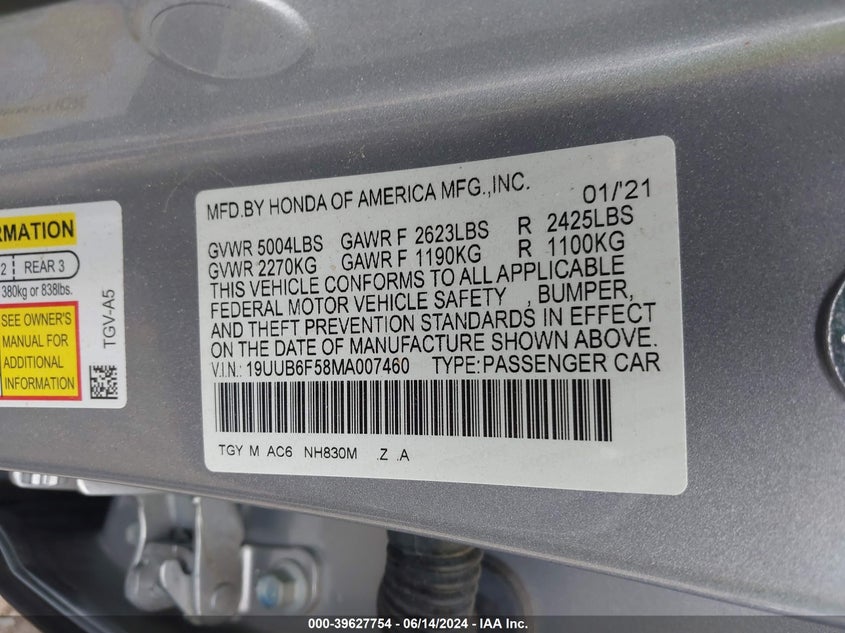 RMATION
2 REAR 3
380kg or 838lbs.
SEE OWNER'S
MANUAL FOR
ADDITIONAL
INFORMATION
TGV-A5
MFD.BY HONDA OF AMERICA MFG.,INC. 01/'21
GVWR 5004LBS GAWR F 2623LBS R 2425LBS
GVWR 2270KG GAWR F 1190KG R 1100KG
THIS VEHICLE CONFORMS TO ALL APPLICABLE
FEDERAL MOTOR VEHICLE SAFETY , BUMPER,
AND THEFT PREVENTION STANDARDS IN EFFECT
ON THE DATE OF MANUFACTURE SHOWN ABOVE.
V.I.N.: 19UUB6F58MA007460 TYPE:PASSENGER CAR
TGY M AC6 NH830M .Z .A
000-39627754 - 06/14/2024 - IAA Inc.